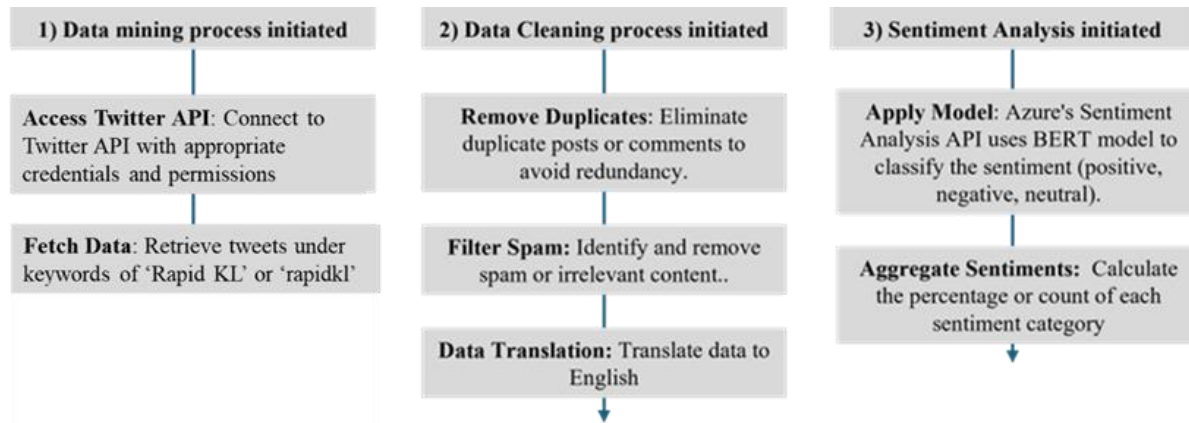 1) Data mining process initiated
Access Twitter API: Connect to
Twitter API with appropriate
credentials and permissions
Fetch Data: Retrieve tweets under
keywords of ‘Rapid KL’ or ‘rapidkl’
2) Data Cleaning process initiated
Remove Duplicates: Eliminate
duplicate posts or comments to
avoid redundancy.
Filter Spam: Identify and remove
spam or irrelevant content..
Data Translation: Translate data to
English
3) Sentiment Analysis initiated
Apply Model: Azure's Sentiment
Analysis API uses BERT model to
classify the sentiment (positive,
negative, neutral).
Aggregate Sentiments: Calculate
the percentage or count of each
sentiment category